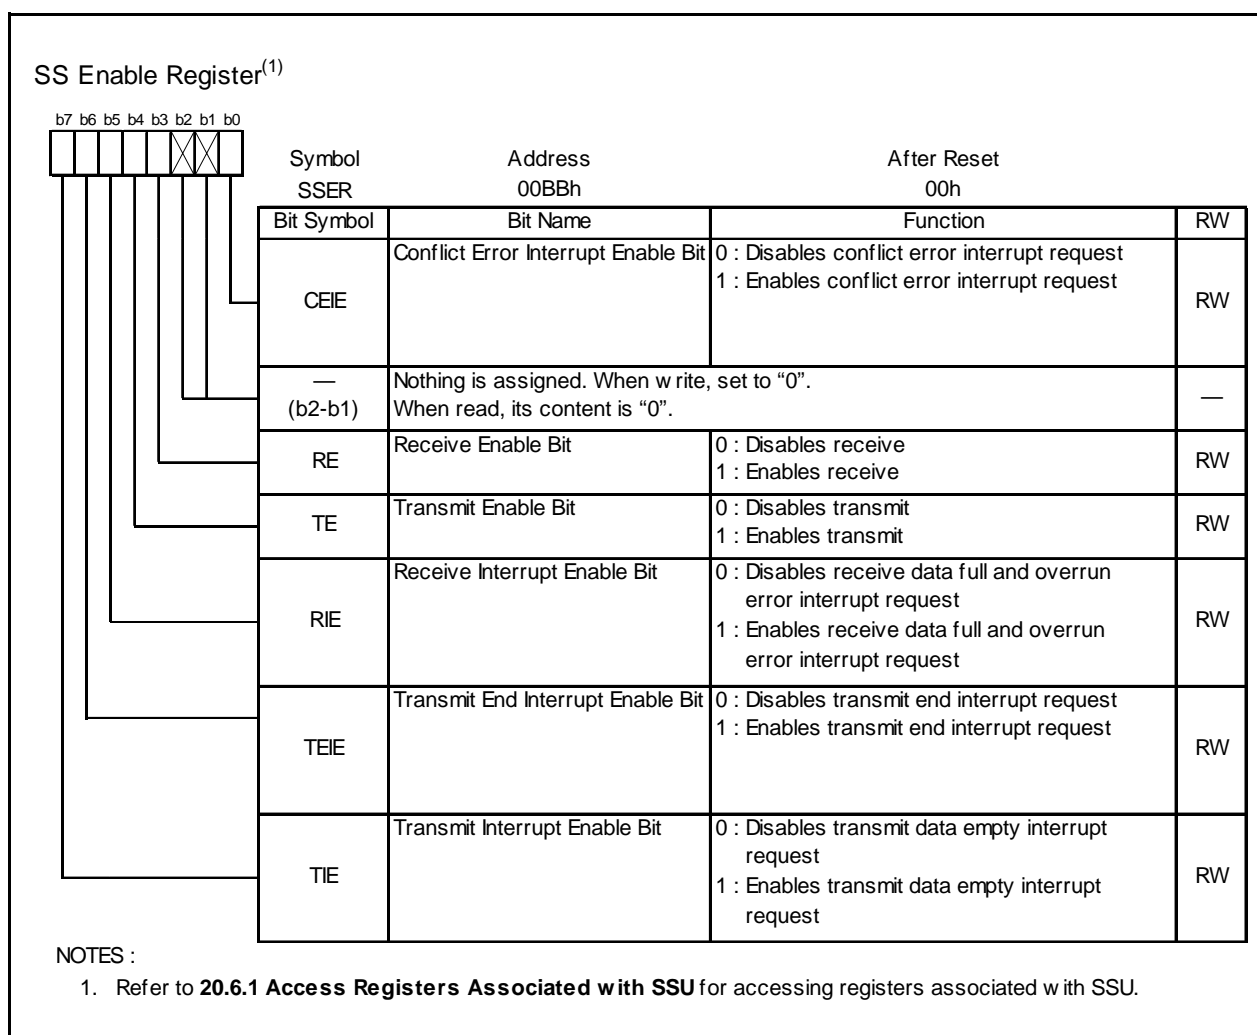 SS Enable Register(1)
b7 b6 b5 b4 b3 b2 b1 b0
Symbol Address After Reset
SSER 00BBh 00h
Bit Symbol Bit Name Function RW
CEIE Conflict Error Interrupt Enable Bit 0 : Disables conflict error interrupt request
1 : Enables conflict error interrupt request RW
— (b2-b1) Nothing is assigned. When write, set to “0”.
When read, its content is “0”. —
RE Receive Enable Bit 0 : Disables receive
1 : Enables receive RW
TE Transmit Enable Bit 0 : Disables transmit
1 : Enables transmit RW
RIE Receive Interrupt Enable Bit 0 : Disables receive data full and overrun
error interrupt request
1 : Enables receive data full and overrun
error interrupt request RW
TEIE Transmit End Interrupt Enable Bit 0 : Disables transmit end interrupt request
1 : Enables transmit end interrupt request RW
TIE Transmit Interrupt Enable Bit 0 : Disables transmit data empty interrupt
request
1 : Enables transmit data empty interrupt
request RW
NOTES :
1. Refer to 20.6.1 Access Registers Associated with SSU for accessing registers associated with SSU.